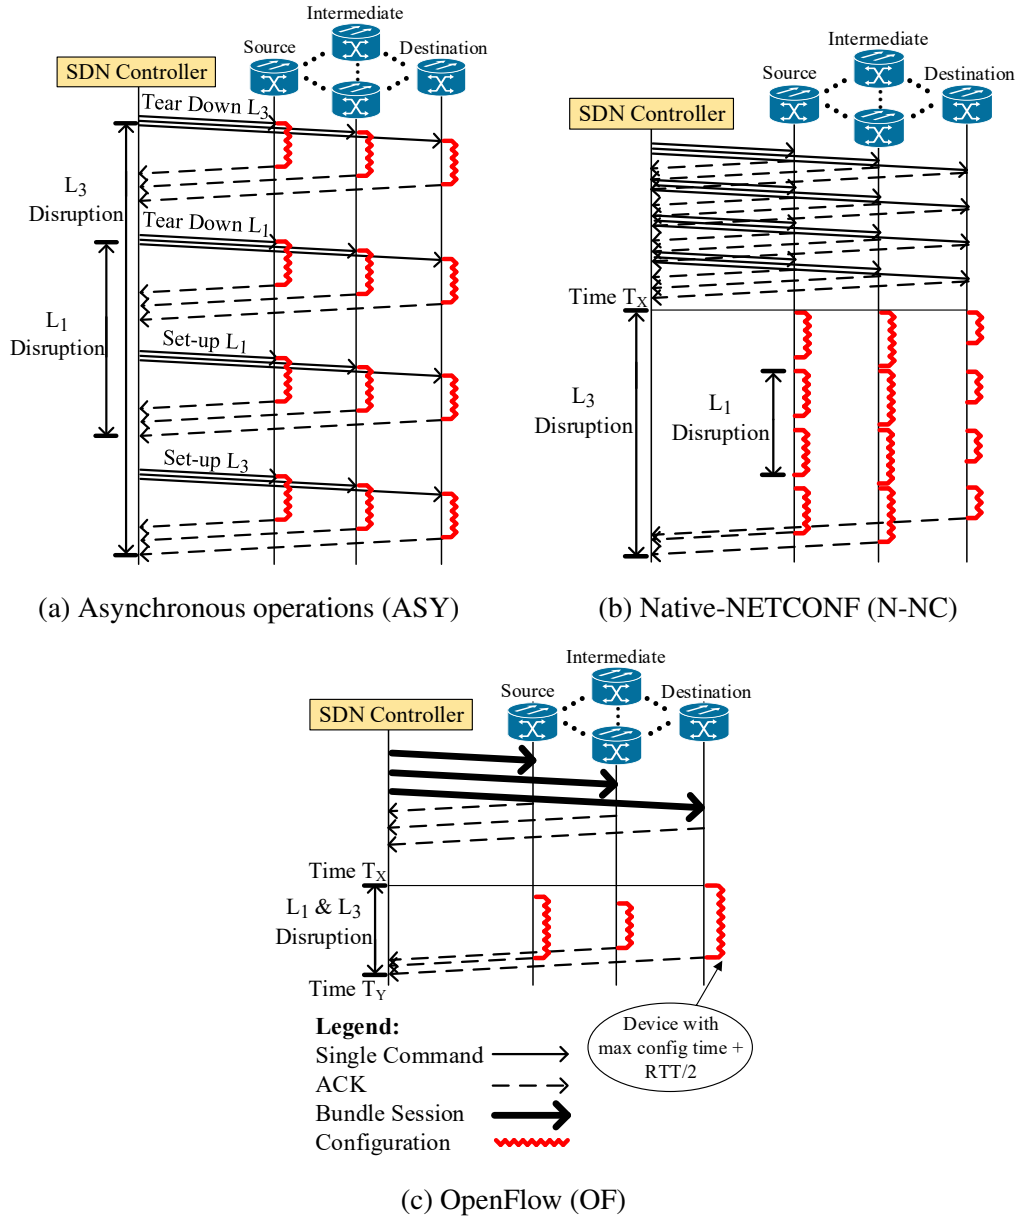 Intermediate
Source
Destination
SDN Controller
Tear Down L3
L3
Disruption
Tear Down L1
L1
Disruption
Set-up L1
Set-up L3
(a) Asynchronous operations (ASY)
Intermediate
Source
Destination
SDN Controller
Time TX
L3
Disruption
L1
Disruption
(b) Native-NETCONF (N-NC)
Intermediate
Source
Destination
SDN Controller
Time TX
L1 & L3
Disruption
Time TY
Device with
max config time +
RTT/2
Legend:
Single Command
ACK
Bundle Session
Configuration
(c) OpenFlow (OF)